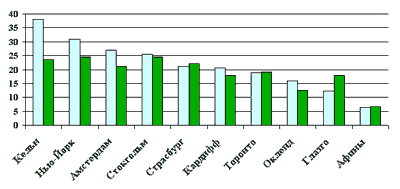 40
35
30
25
20
15
10
5
0
Кельн
Нью-Йорк
Амстердам
Стокгольм
Страсбург
Кардифф
Торонто
Окленд
Глазго
Афины